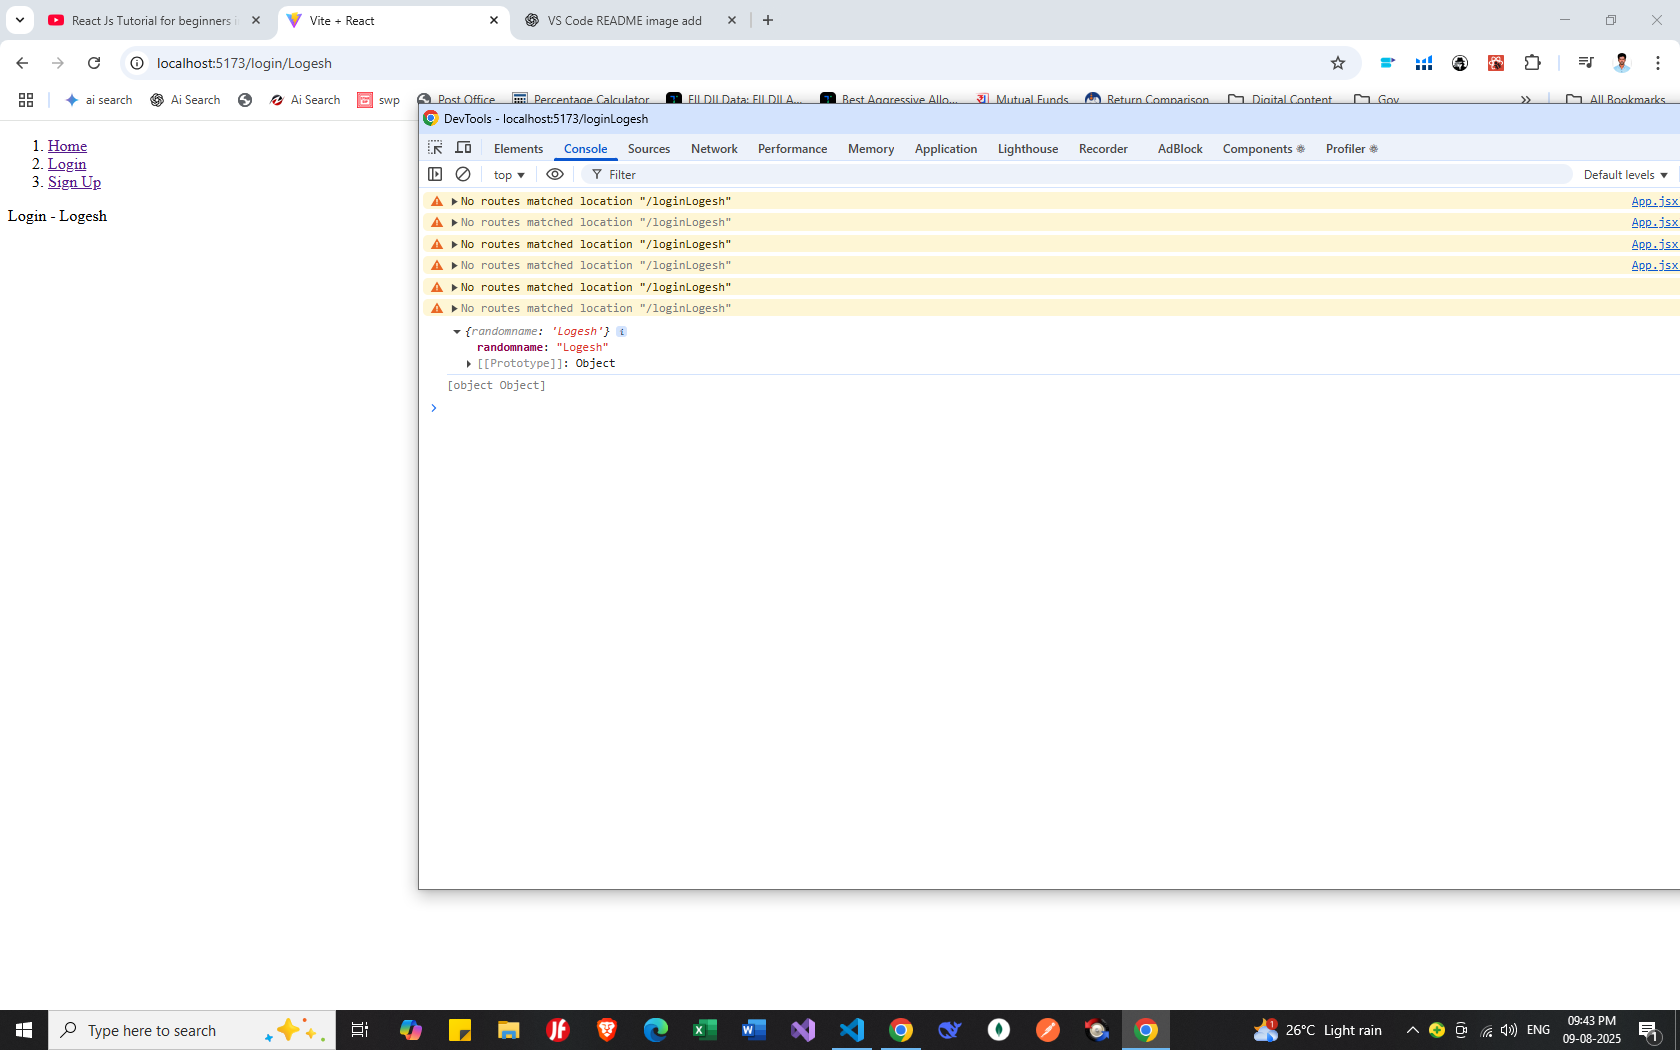 React Js Tutorial for beginners i
Vite + React
VS Code README image add
localhost:5173/login/Logesh
ai search
Ai Search
Ai Search
swp
Post Office
Percentage Calculator
FII DII Data: FII DII A...
Best Aggressive Allo...
Mutual Funds
Return Comparison
Digital Content
Gov
All Bookmarks
DevTools - localhost:5173/loginLogesh
1. Home
2. Login
3. Sign Up
Login - Logesh
Elements Console Sources Network Performance Memory Application Lighthouse Recorder AdBlock Components Profiler
top Filter Default levels
No routes matched location "/loginLogesh" App.jsx
No routes matched location "/loginLogesh" App.jsx
No routes matched location "/loginLogesh" App.jsx
No routes matched location "/loginLogesh" App.jsx
No routes matched location "/loginLogesh"
No routes matched location "/loginLogesh"
{randomname: 'Logesh'} i
randomname: "Logesh"
[[Prototype]]: Object
[object Object]
Type here to search
26°C Light rain
ENG
09:43 PM
09-08-2025